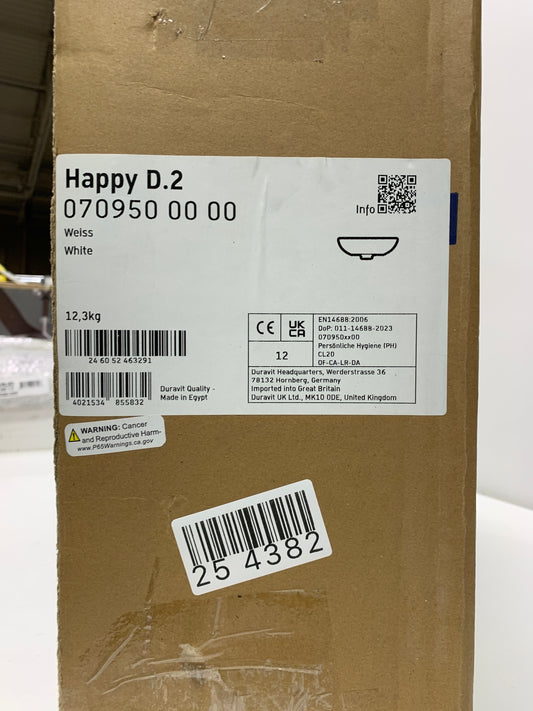 Happy D.2
070950 00 00
Weiss
White
Info
12,3kg
24 60 52 463291
4021534 855832
Duravit Quality -
Made in Egypt
CE
UK
CA
12
EN14688:2006
DoP: 011-14688-2023
070950xx00
Persönliche Hygiene (PH)
CL20
OF-CA-LR-DA
Duravit Headquarters, Werderstrasse 36
78132 Hornberg, Germany
Imported into Great Britain
Duravit UK Ltd., MK10 0DE, United Kingdom
WARNING: Cancer
and Reproductive Harm-
www.P65Warnings.ca.gov
25 4382